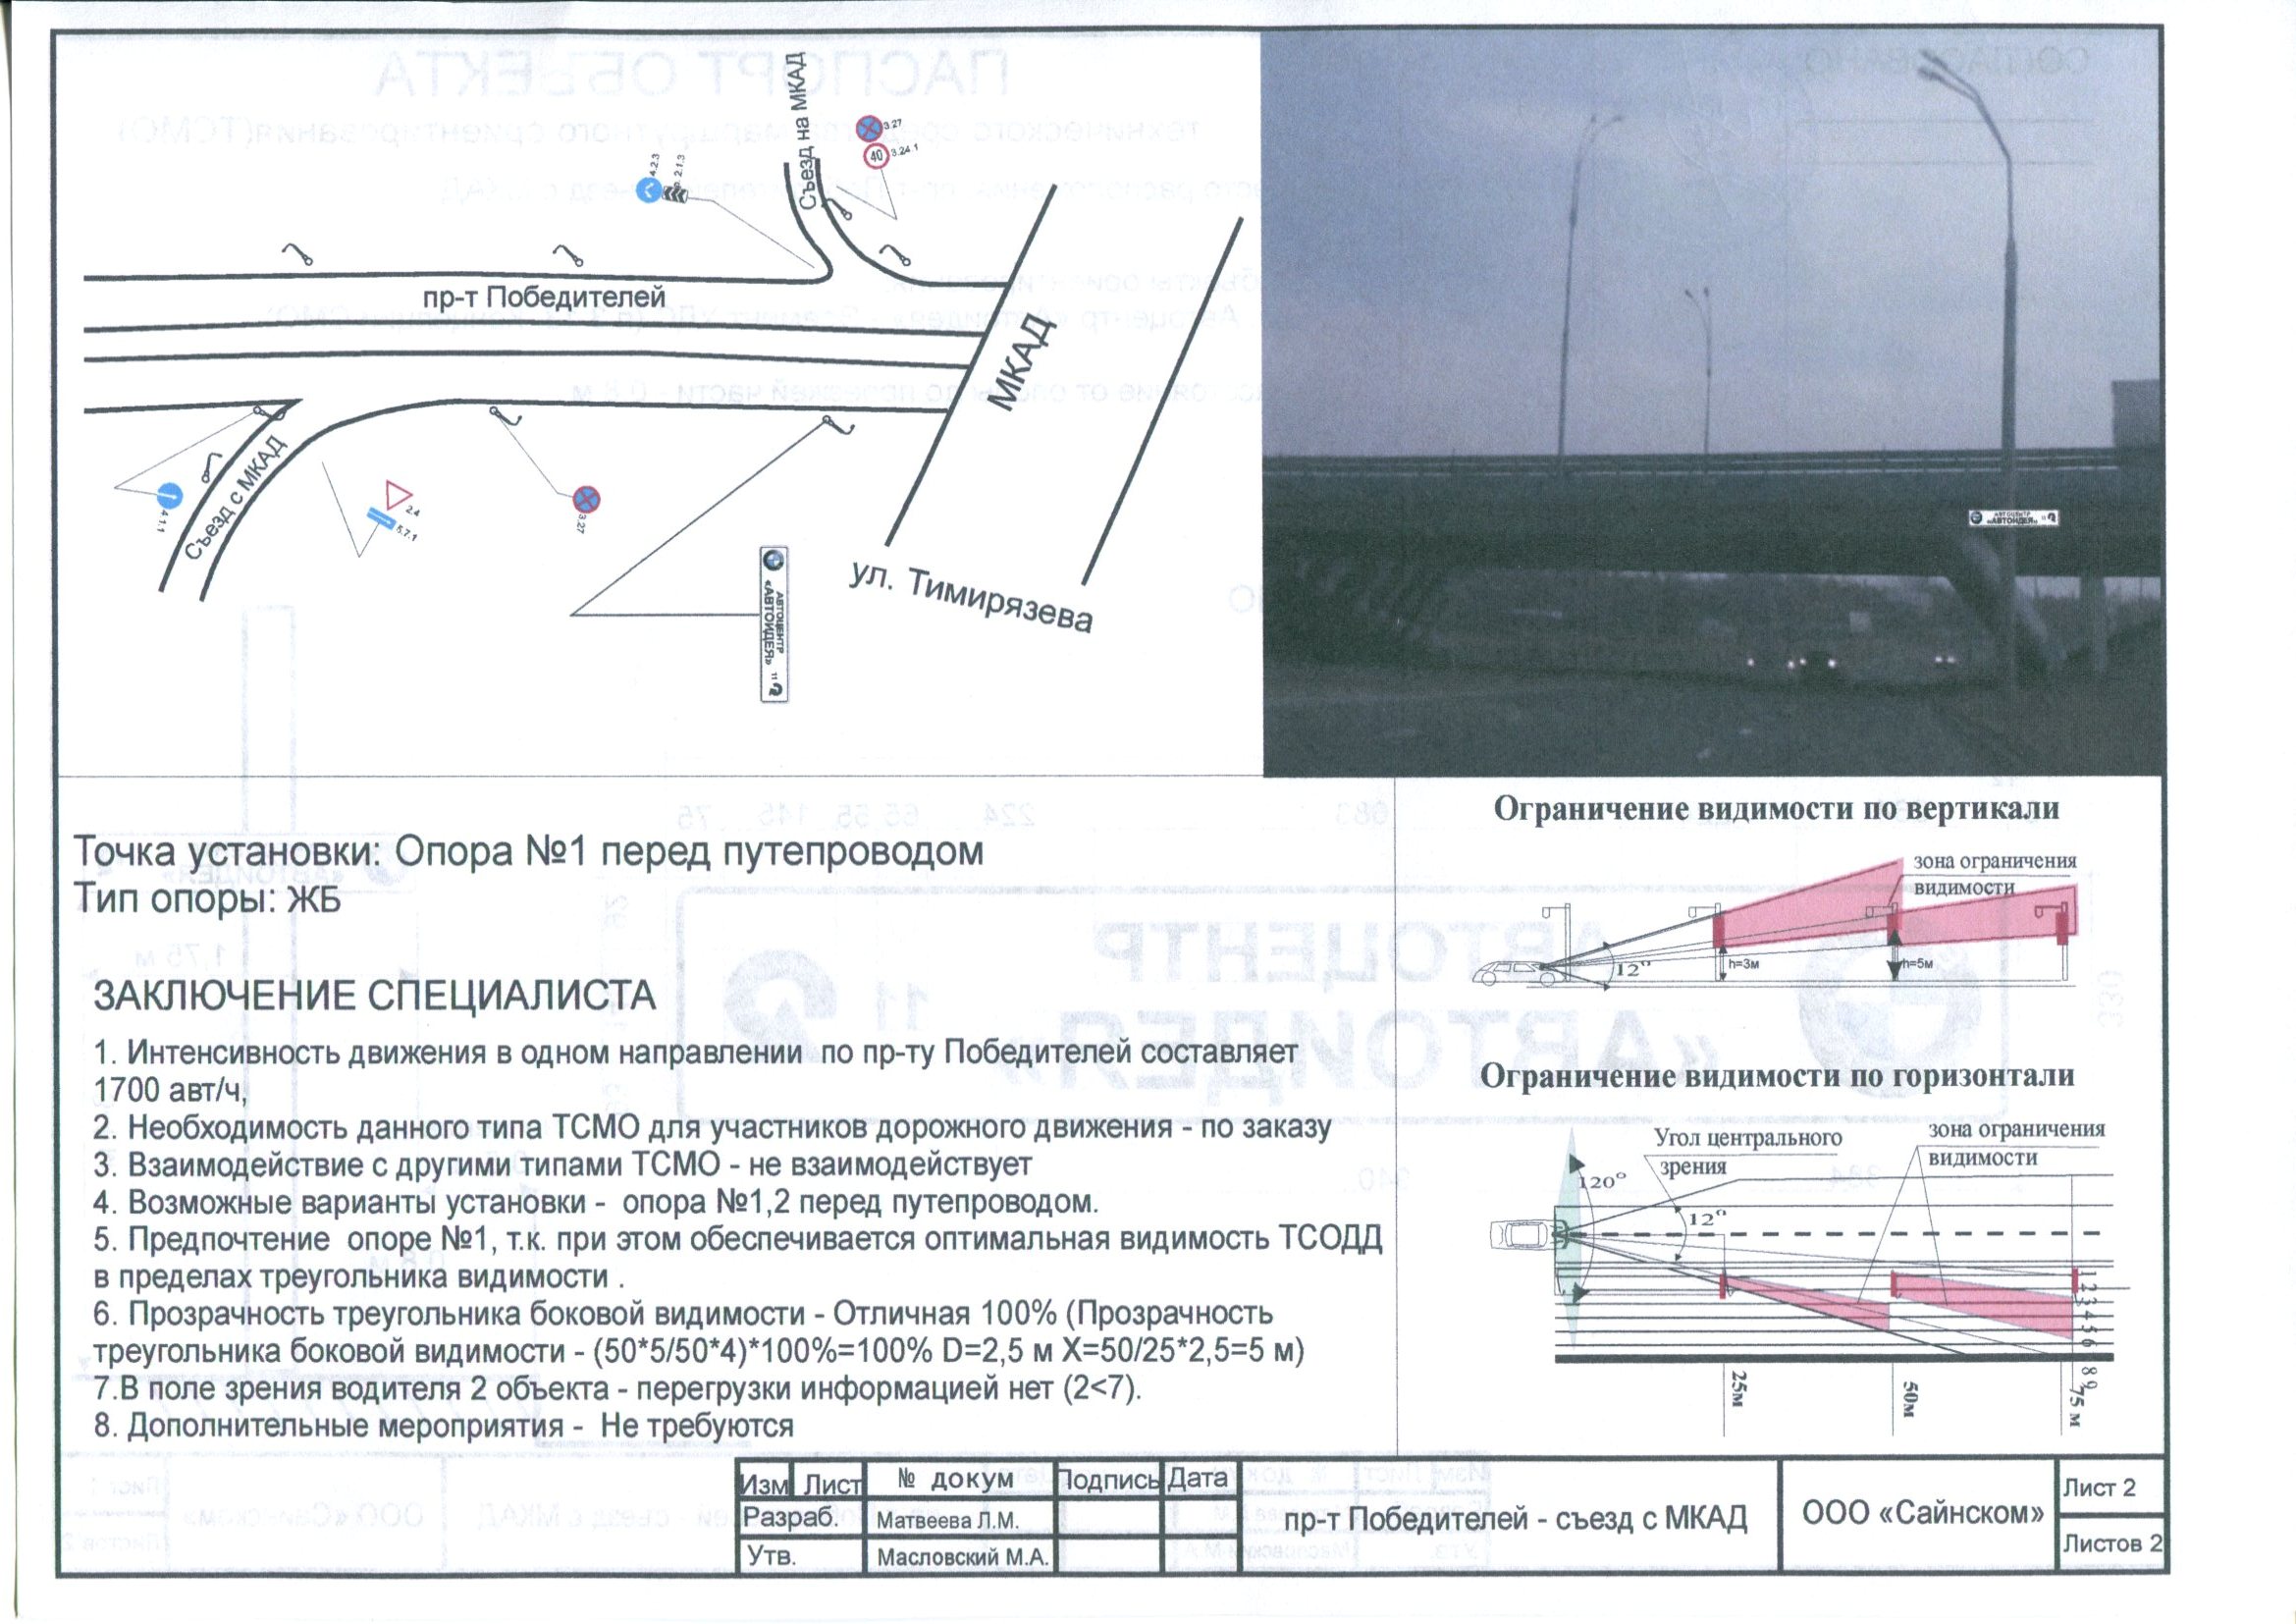 Съезд на МКАД
3.27
40
3.24.1
4.2.3
2.1.3
пр-т Победителей
МКАД
Съезд с МКАД
4.1.1
2.4
5.7.1
3.27
АВТОЦЕНТР
«АВТОИДЕЯ»
11
ул. Тимирязева
АВТОЦЕНТР
«АВТОИДЕЯ»
11
Точка установки: Опора №1 перед путепроводом
Тип опоры: ЖБ
ЗАКЛЮЧЕНИЕ СПЕЦИАЛИСТА
1. Интенсивность движения в одном направлении по пр-ту Победителей составляет
1700 авт/ч,
2. Необходимость данного типа ТСМО для участников дорожного движения - по заказу
3. Взаимодействие с другими типами ТСМО - не взаимодействует
4. Возможные варианты установки - опора №1,2 перед путепроводом.
5. Предпочтение опоре №1, т.к. при этом обеспечивается оптимальная видимость ТСОДД
в пределах треугольника видимости .
6. Прозрачность треугольника боковой видимости - Отличная 100% (Прозрачность
треугольника боковой видимости - (50*5/50*4)*100%=100% D=2,5 м X=50/25*2,5=5 м)
7.В поле зрения водителя 2 объекта - перегрузки информацией нет (2<7).
8. Дополнительные мероприятия - Не требуются
Ограничение видимости по вертикали
зона ограничения
видимости
12°
h=3м
h=5м
Ограничение видимости по горизонтали
Угол центрального
зрения
зона ограничения
видимости
120°
12°
1 2 3 4 5 6 8 9
25м
50м
75 м
Изм Лист № докум Подпись Дата
Разраб. Матвеева Л.М.
Утв. Масловский М.А.
пр-т Победителей - съезд с МКАД
ООО «Сайнском»
Лист 2
Листов 2